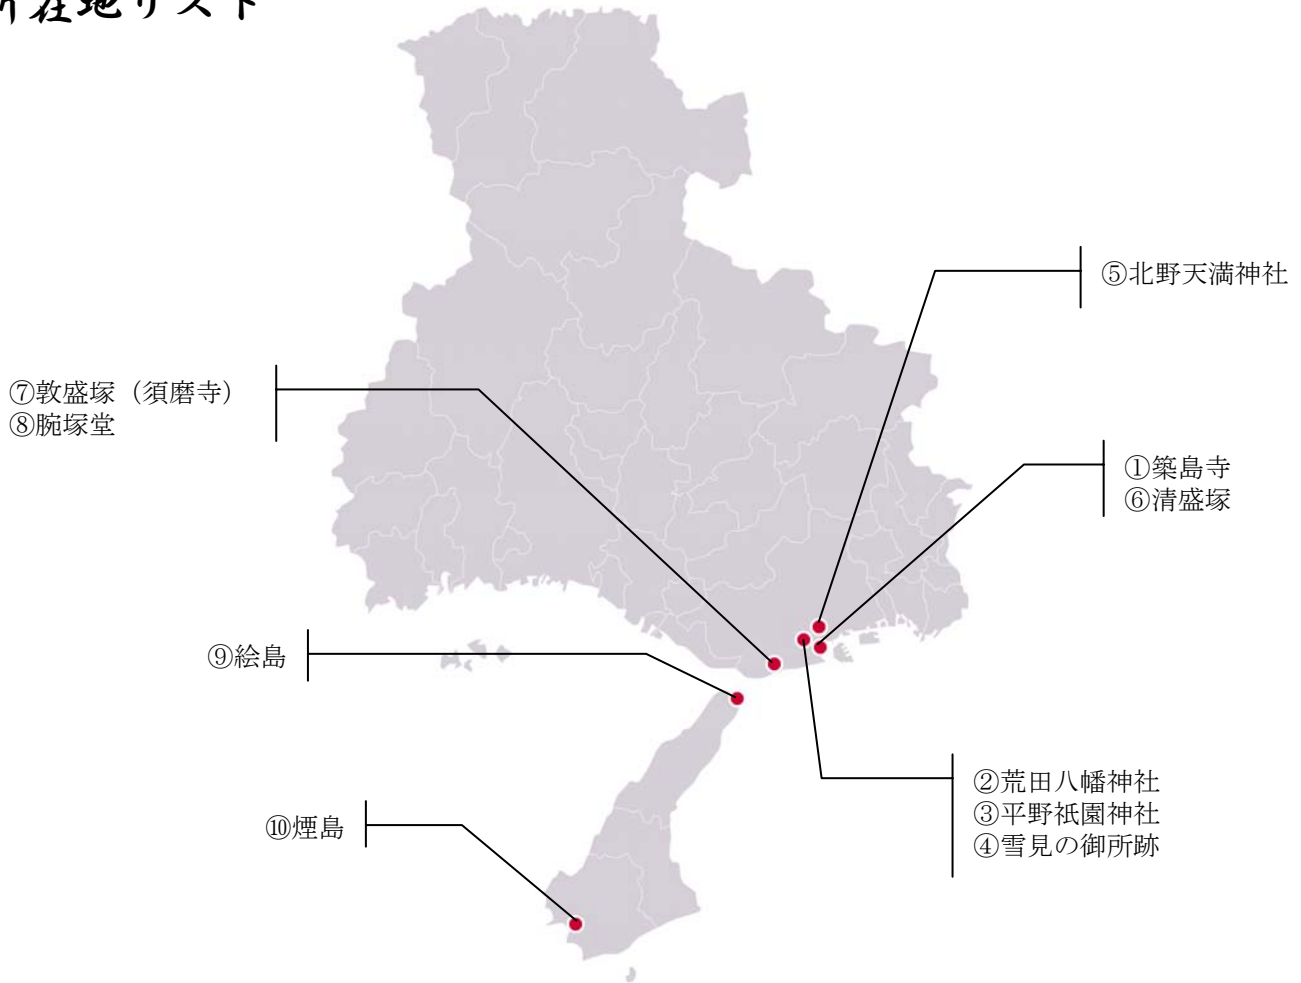 所在地リスト
⑤北野天満神社
⑦敦盛塚（須磨寺）
⑧腕塚堂
①築島寺
⑥清盛塚
⑨絵島
②荒田八幡神社
③平野祇園神社
④雪見の御所跡
⑩煙島